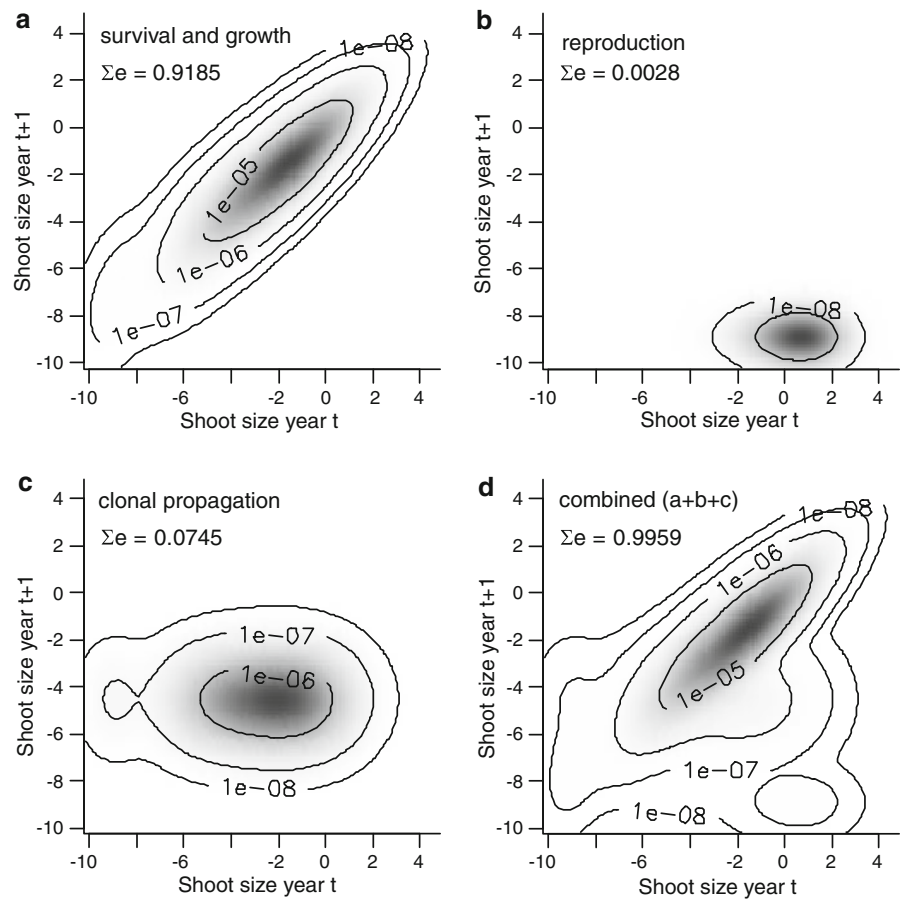 a
survival and growth
Σe = 0.9185
1e−08
1e−05
1e−06
1e−07
4
2
0
-2
-4
-6
-8
-10
Shoot size year t+1
-10
-6
-2
0
2
4
Shoot size year t
b
reproduction
Σe = 0.0028
1e−08
4
2
0
-2
-4
-6
-8
-10
Shoot size year t+1
-10
-6
-2
0
2
4
Shoot size year t
c
clonal propagation
Σe = 0.0745
1e−07
1e−06
1e−08
4
2
0
-2
-4
-6
-8
-10
Shoot size year t+1
-10
-6
-2
0
2
4
Shoot size year t
d
combined (a+b+c)
Σe = 0.9959
1e−08
1e−06
1e−05
1e−07
1e−08
4
2
0
-2
-4
-6
-8
-10
Shoot size year t+1
-10
-6
-2
0
2
4
Shoot size year t